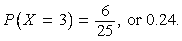 P(X = 3) = 6/25, or 0.24.